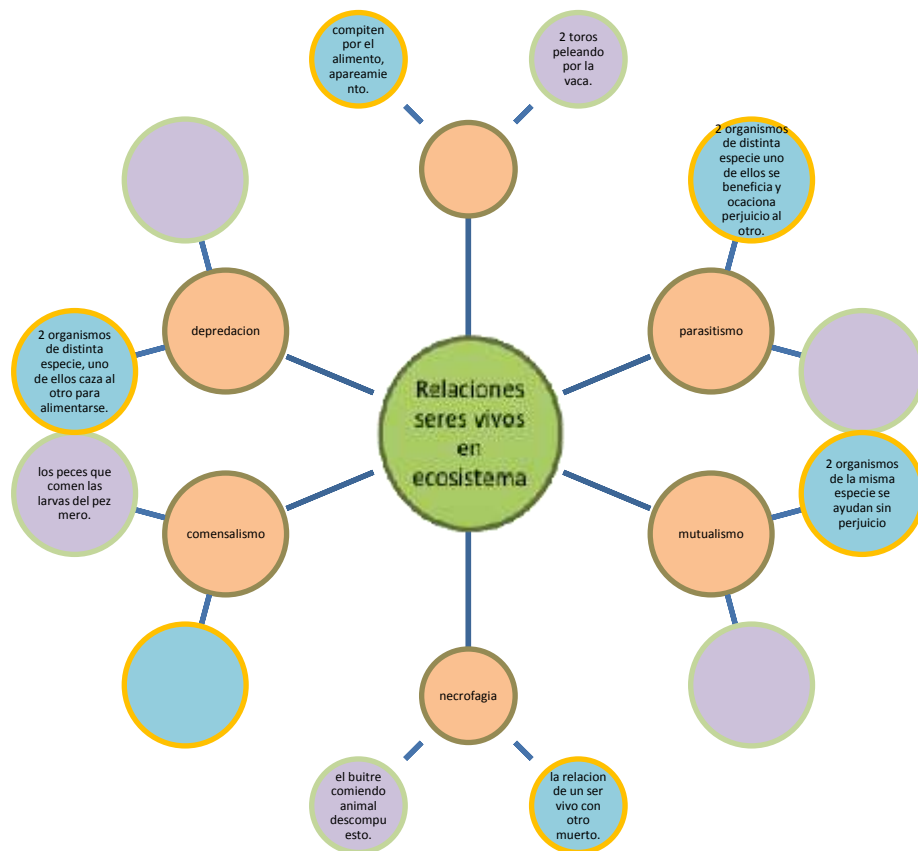 compiten
por el
alimento,
apareamie
nto.
2 toros
peleando
por la
vaca.
2 organismos
de distinta
especie uno
de ellos se
beneficia y
ocaciona
perjuicio al
otro.
depredacion
parasitismo
2 organismos
de distinta
especie, uno
de ellos caza al
otro para
alimentarse.
Relaciones
seres vivos
en
ecosistema
los peces que
comen las
larvas del pez
mero.
2 organismos
de la misma
especie se
ayudan sin
perjuicio
comensalismo
mutualismo
necrofagia
el buitre
comiendo
animal
descompu
esto.
la relacion
de un ser
vivo con
otro
muerto.